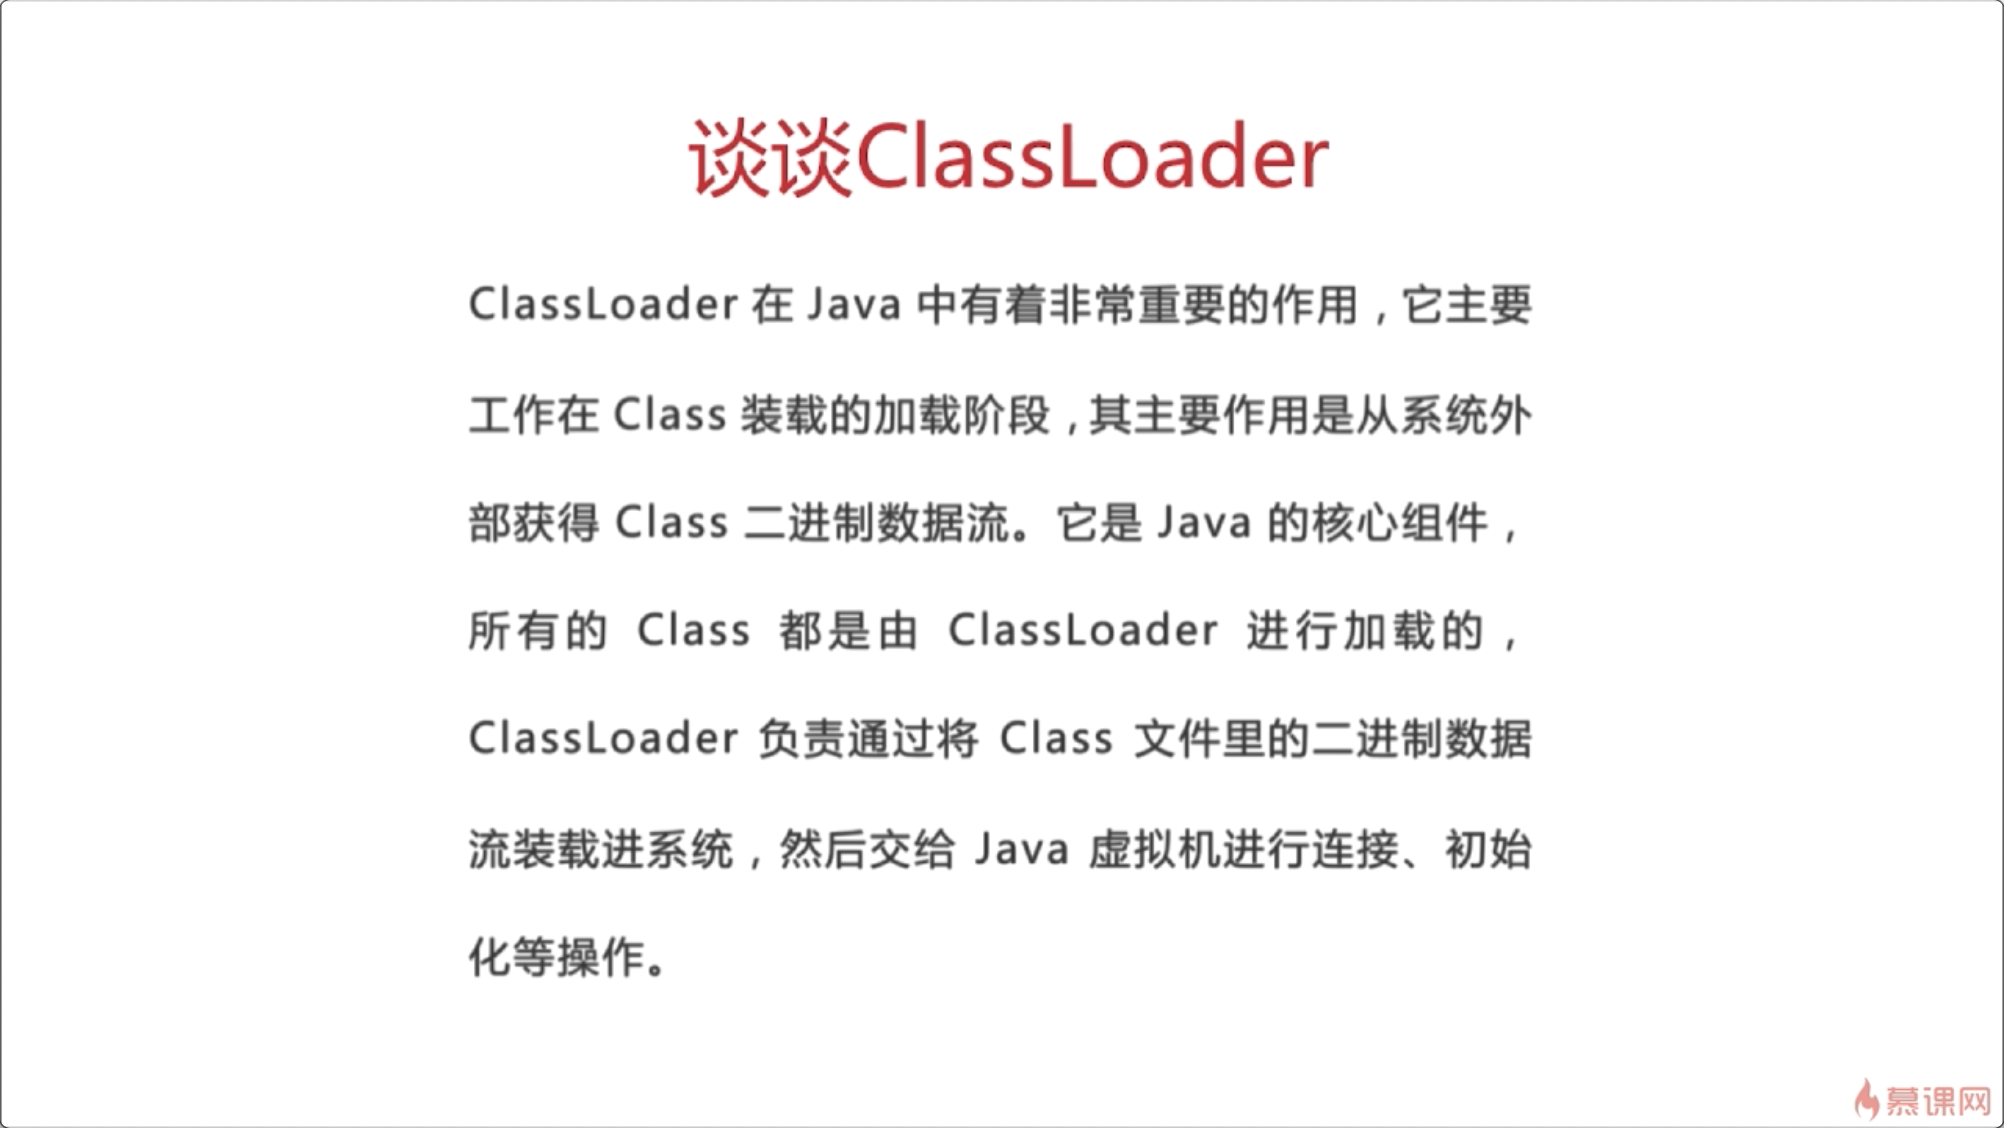 谈谈ClassLoader
ClassLoader 在 Java 中有着非常重要的作用，它主要
工作在 Class 装载的加载阶段，其主要作用是从系统外
部获得 Class 二进制数据流。它是 Java 的核心组件，
所有的 Class 都是由 ClassLoader 进行加载的，
ClassLoader 负责通过将 Class 文件里的二进制数据
流装载进系统，然后交给 Java 虚拟机进行连接、初始
化等操作。
慕课网